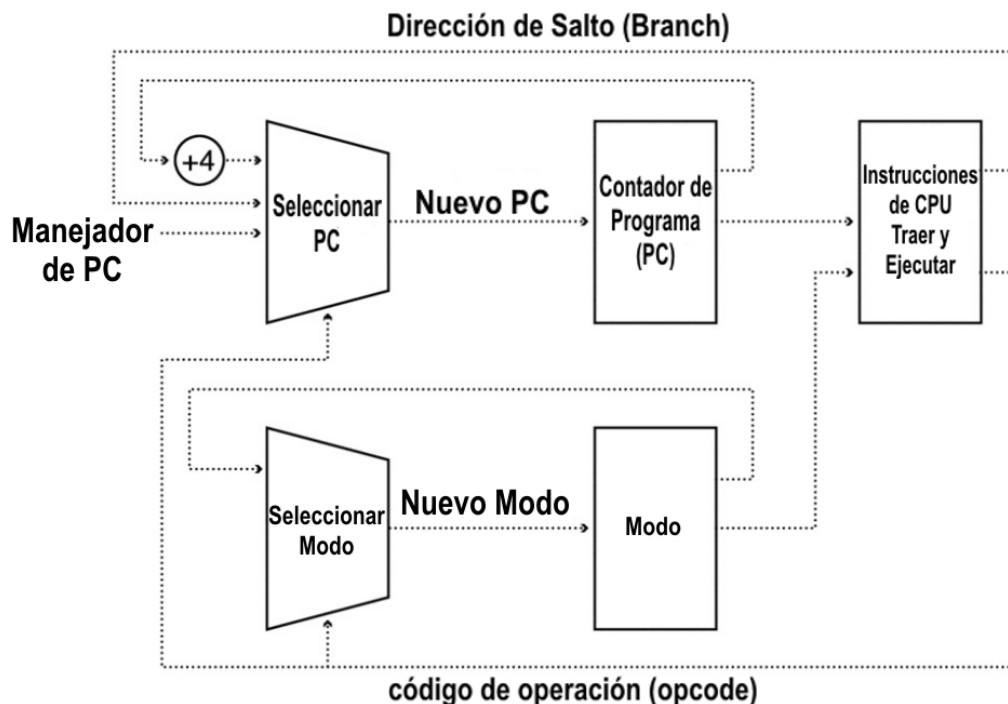 Dirección de Salto (Branch)
+4
Seleccionar
PC
Nuevo PC
Contador de
Programa
(PC)
Instrucciones
de CPU
Traer y
Ejecutar
Manejador
de PC
Seleccionar
Modo
Nuevo Modo
Modo
código de operación (opcode)